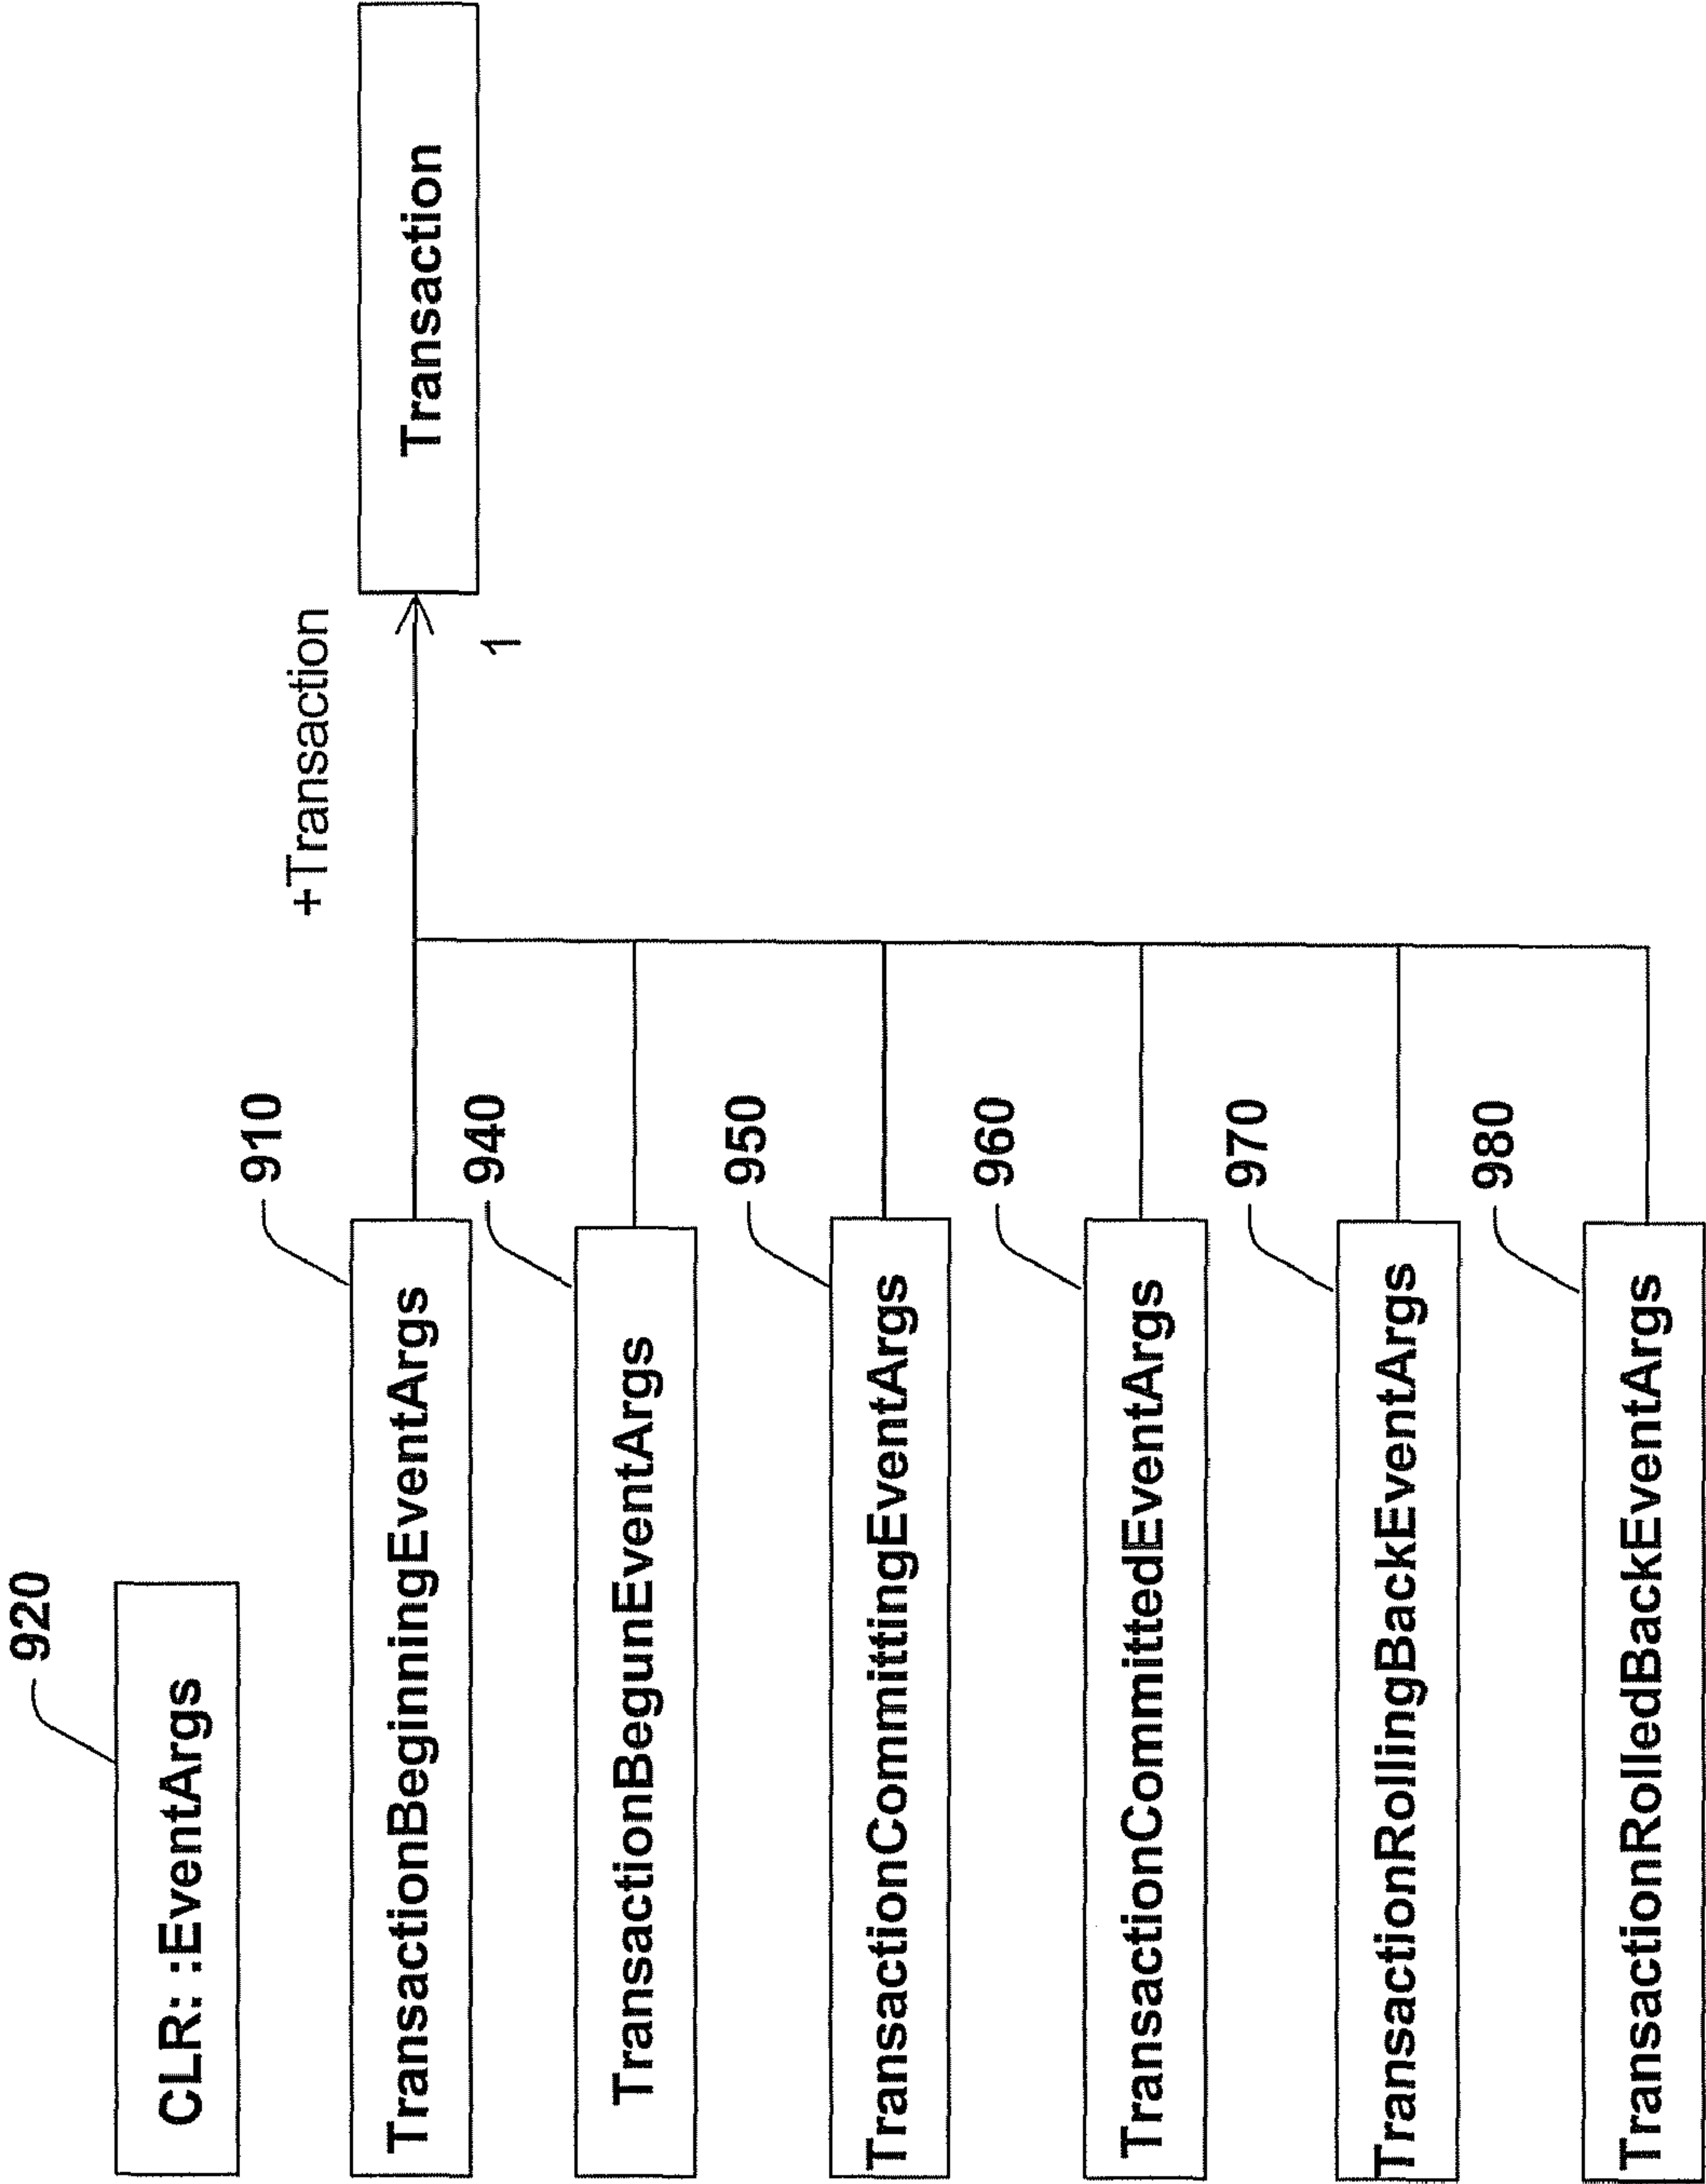 920
CLR: :EventArgs
910
TransactionBeginningEventArgs
+Transaction
1
Transaction
940
TransactionBegunEventArgs
950
TransactionCommittingEventArgs
960
TransactionCommittedEventArgs
970
TransactionRollingBackEventArgs
980
TransactionRolledBackEventArgs